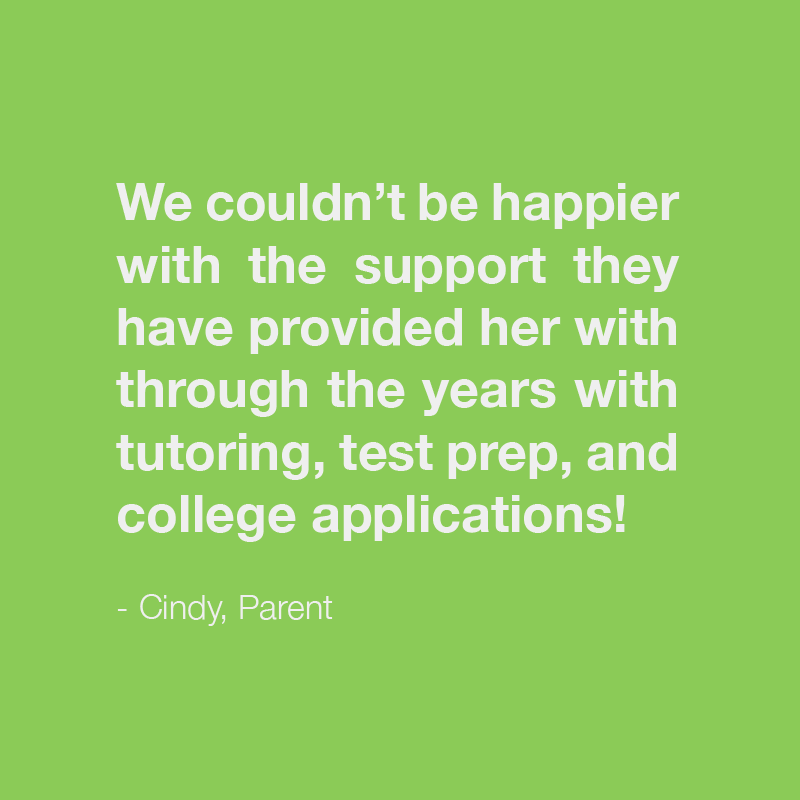 We couldn’t be happier
with the support they
have provided her with
through the years with
tutoring, test prep, and
college applications!
- Cindy, Parent